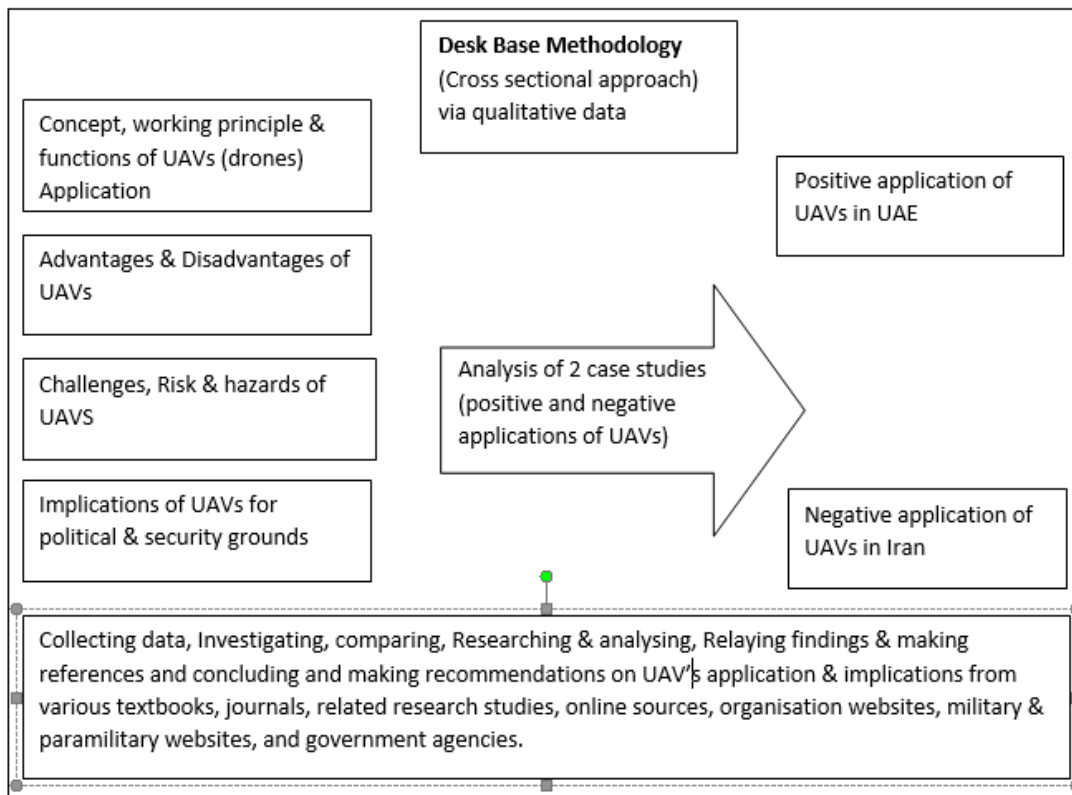 Desk Base Methodology
(Cross sectional approach)
via qualitative data
Concept, working principle &
functions of UAVs (drones)
Application
Positive application of
UAVs in UAE
Advantages & Disadvantages of
UAVs
Challenges, Risk & hazards of
UAVS
Analysis of 2 case studies
(positive and negative
applications of UAVs)
Implications of UAVs for
political & security grounds
Negative application of
UAVs in Iran
Collecting data, Investigating, comparing, Researching & analysing, Relaying findings & making
references and concluding and making recommendations on UAV's application & implications from
various textbooks, journals, related research studies, online sources, organisation websites, military &
paramilitary websites, and government agencies.